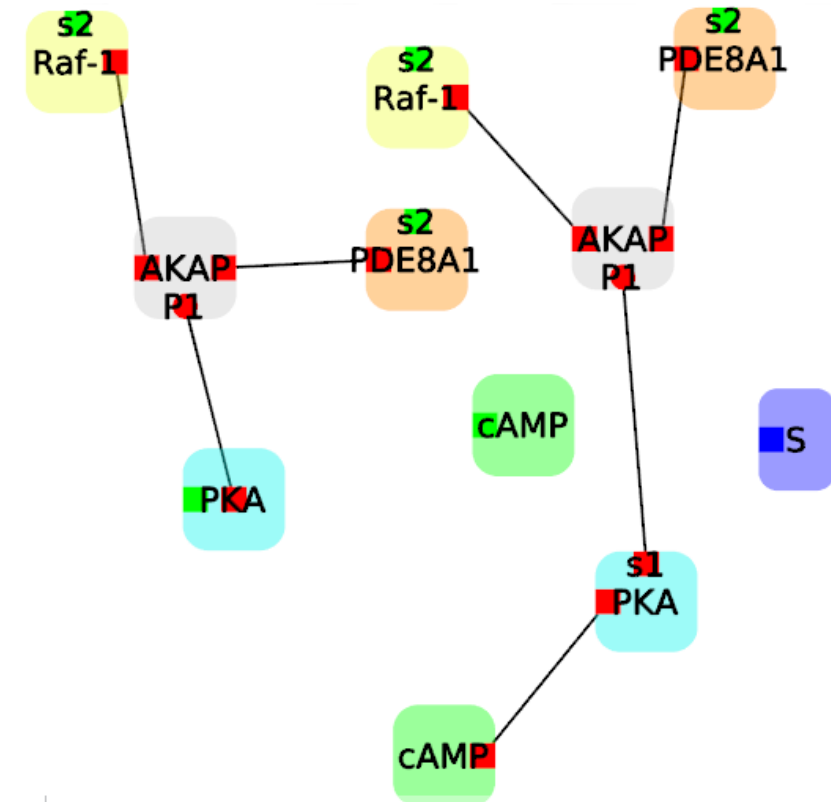 s2
Raf-1
s2
Raf-1
s2
PDE8A1
AKAP
P1
s2
PDE8A1
AKAP
P1
cAMP
S
PKA
s1
PKA
cAMP